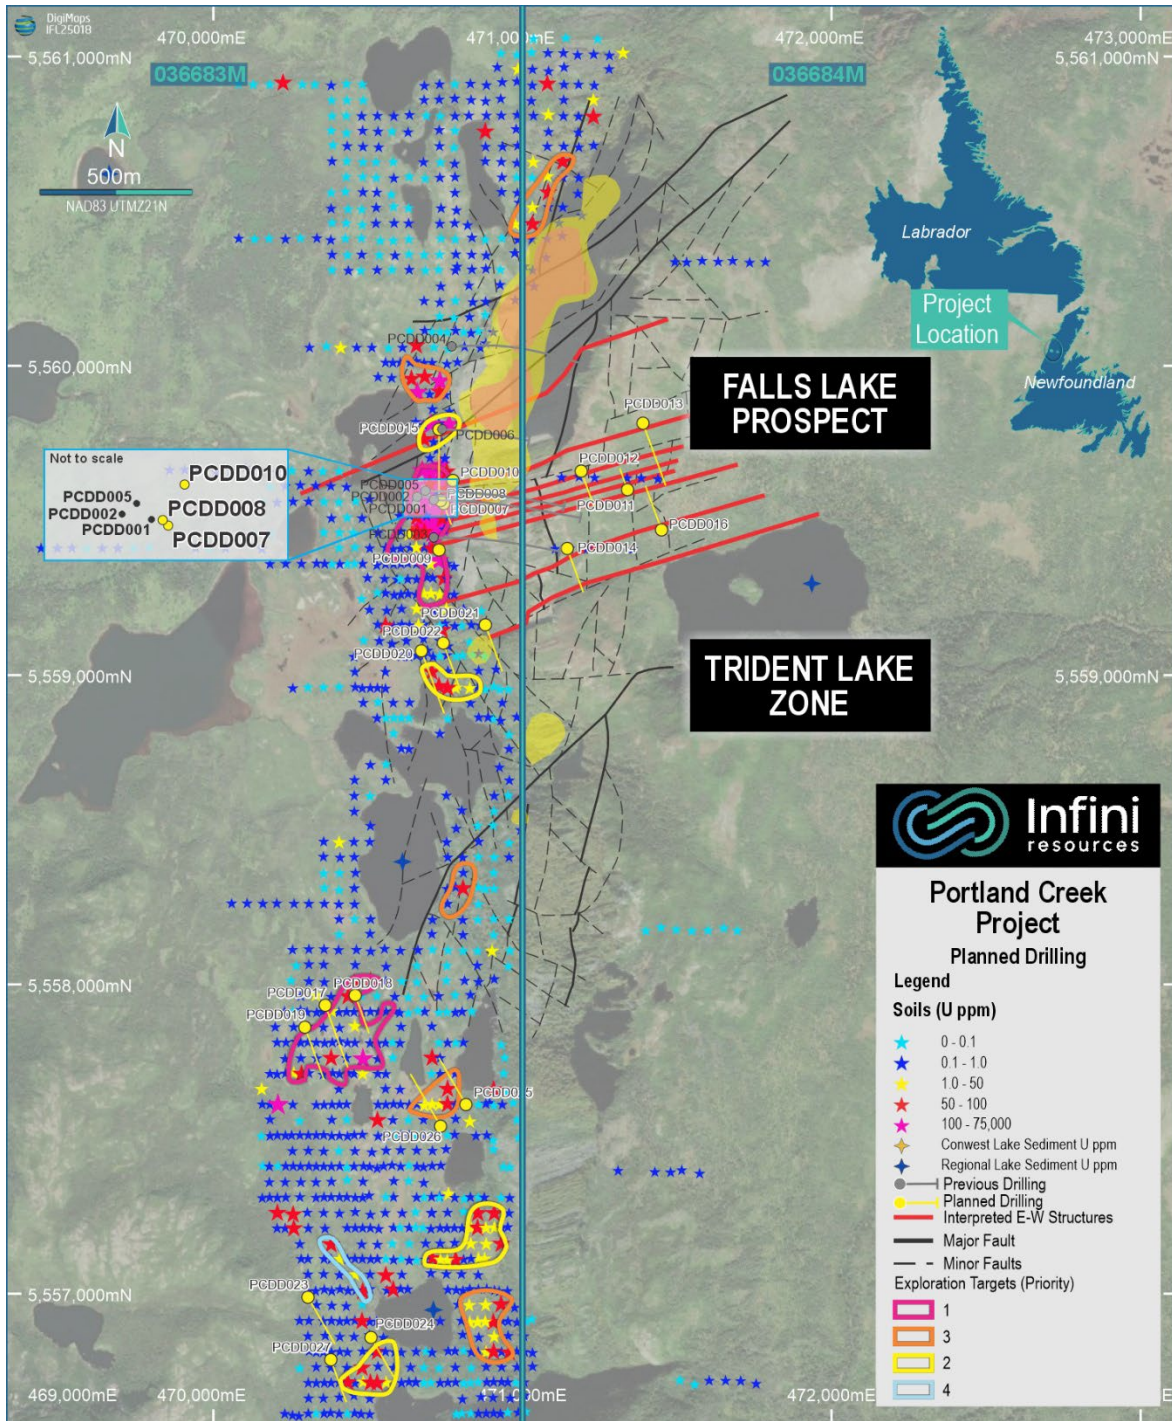 DigiMops
IFL25018
470,000mE
471,000mE
472,000mE
473,000mE
5,561,000mN
5,561,000mN
036683M
036684M
N
500m
NAD83 UTMZ21N
Labrador
Project
Location
Newfoundland
5,560,000mN
PCDD004
FALLS LAKE
PROSPECT
PCDD013
PCDD015
PCDD006
Not to scale
PCDD010
PCDD005
PCDD002
PCDD008
PCDD001
PCDD007
PCDD010
PCDD012
PCDD005
PCDD002
PCDD008
PCDD001
PCDD007
PCDD011
PCDD016
PCDD003
PCDD009
PCDD014
PCDD021
PCDD022
PCDD020
5,559,000mN
5,559,000mN
TRIDENT LAKE
ZONE
Infini
resources
Portland Creek
Project
Planned Drilling
Legend
Soils (U ppm)
0 - 0.1
0.1 - 1.0
1.0 - 50
50 - 100
100 - 75,000
Conwest Lake Sediment U ppm
Regional Lake Sediment U ppm
Previous Drilling
Planned Drilling
Interpreted E-W Structures
Major Fault
Minor Faults
Exploration Targets (Priority)
1
3
2
4
5,558,000mN
PCDD018
PCDD017
PCDD019
PCDD025
PCDD026
5,557,000mN
PCDD023
PCDD024
PCDD027
469,000mE
470,000mE
471,000mE
472,000mE